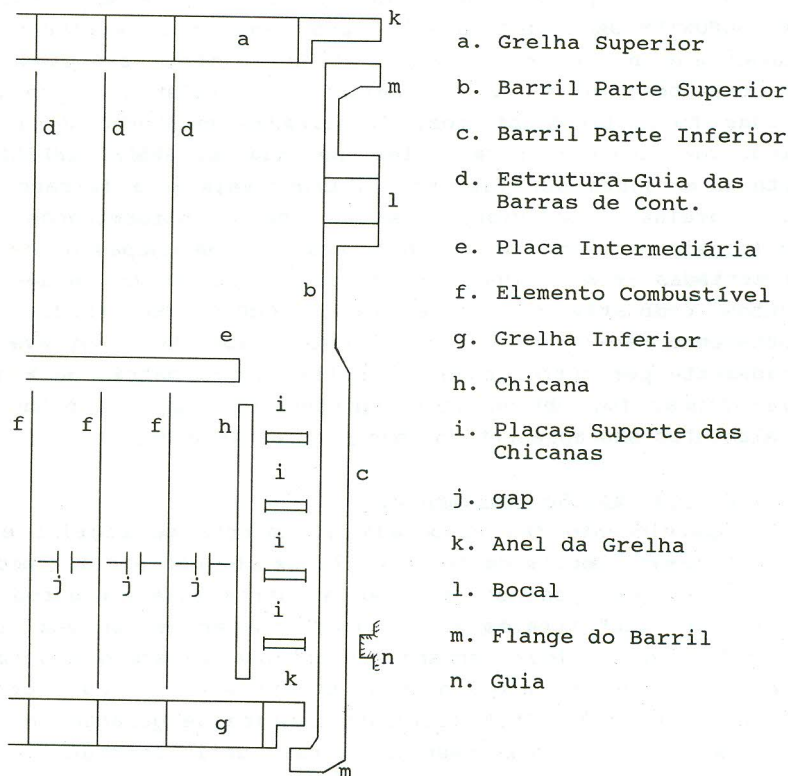 k
a
m
d d d
l
b
e
f f f
i
h
i
c
i
j j j
i
n
k
g
m
a. Grelha Superior
b. Barril Parte Superior
c. Barril Parte Inferior
d. Estrutura-Guia das
Barras de Cont.
e. Placa Intermediária
f. Elemento Combustível
g. Grelha Inferior
h. Chicana
i. Placas Suporte das
Chicanas
j. gap
k. Anel da Grelha
l. Bocal
m. Flange do Barril
n. Guia